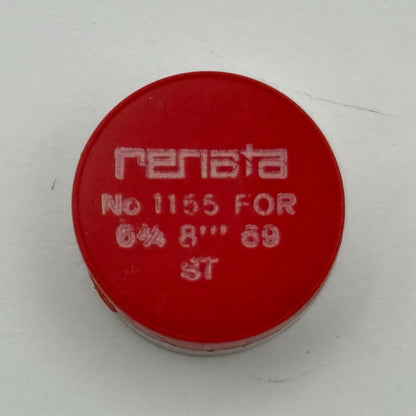 renata
No 1155 FOR
6¾ 8''' 69
ST